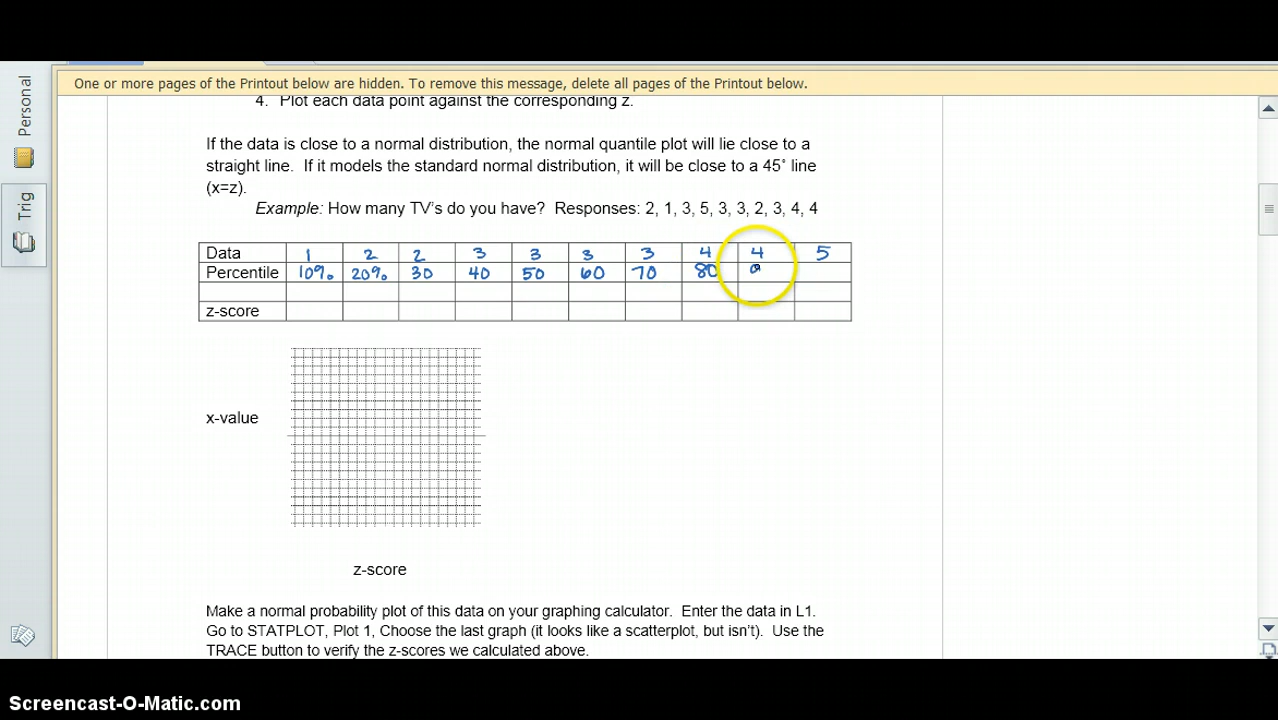 One or more pages of the Printout below are hidden. To remove this message, delete all pages of the Printout below.
Personal
Trig
4. Plot each data point against the corresponding z.
If the data is close to a normal distribution, the normal quantile plot will lie close to a
straight line. If it models the standard normal distribution, it will be close to a 45° line
(x=z).
Example: How many TV's do you have? Responses: 2, 1, 3, 5, 3, 3, 2, 3, 4, 4
Data 1 2 2 3 3 3 3 4 4 5
Percentile 10% 20% 30 40 50 60 70 80
z-score
x-value
z-score
Make a normal probability plot of this data on your graphing calculator. Enter the data in L1.
Go to STATPLOT, Plot 1, Choose the last graph (it looks like a scatterplot, but isn't). Use the
TRACE button to verify the z-scores we calculated above.
Screencast-O-Matic.com